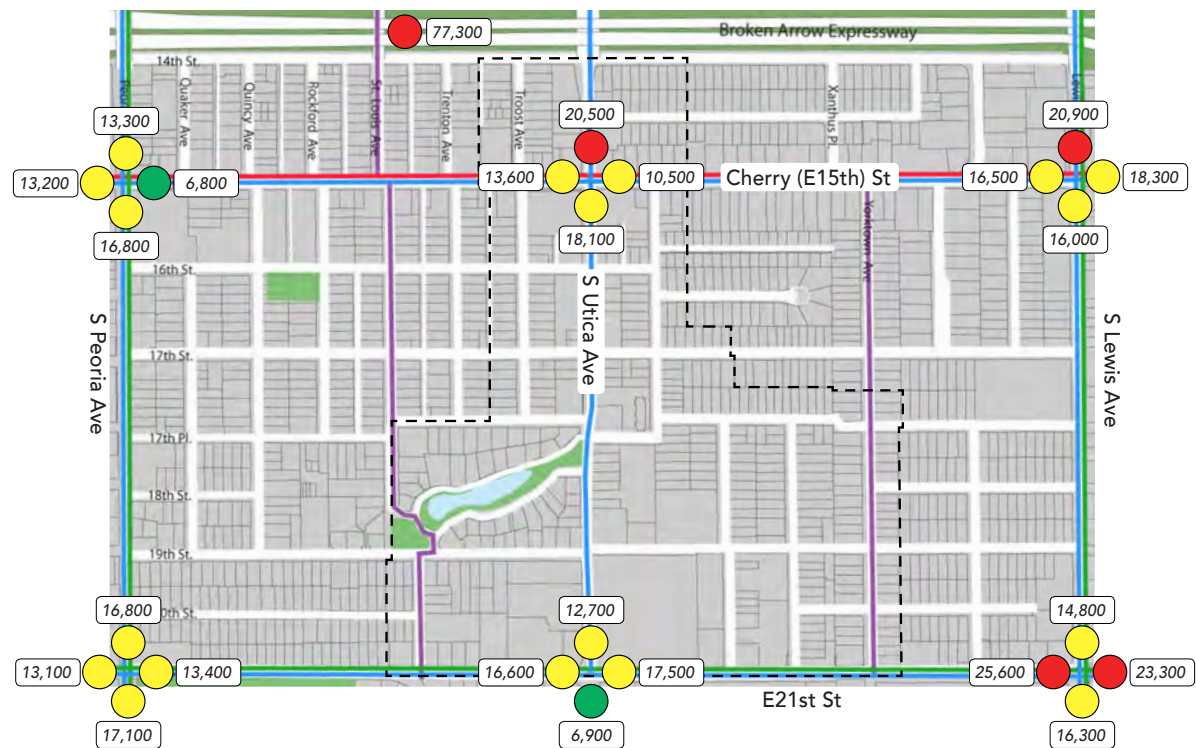 77,300
Broken Arrow Expressway
14th St.
Quaker Ave
Quincy Ave
Rockford Ave
St. Louis Ave
Trenton Ave
Troost Ave
Xanthus Pl.
13,300
20,500
20,900
13,200
6,800
13,600
10,500
Cherry (E15th) St
16,500
18,300
16,800
18,100
16,000
Yorktown Ave
16th St.
S Utica Ave
S Peoria Ave
S Lewis Ave
17th St.
17th Pl.
18th St.
19th St.
16,800
12,700
14,800
13,100
13,400
16,600
17,500
25,600
23,300
E21st St
17,100
6,900
16,300